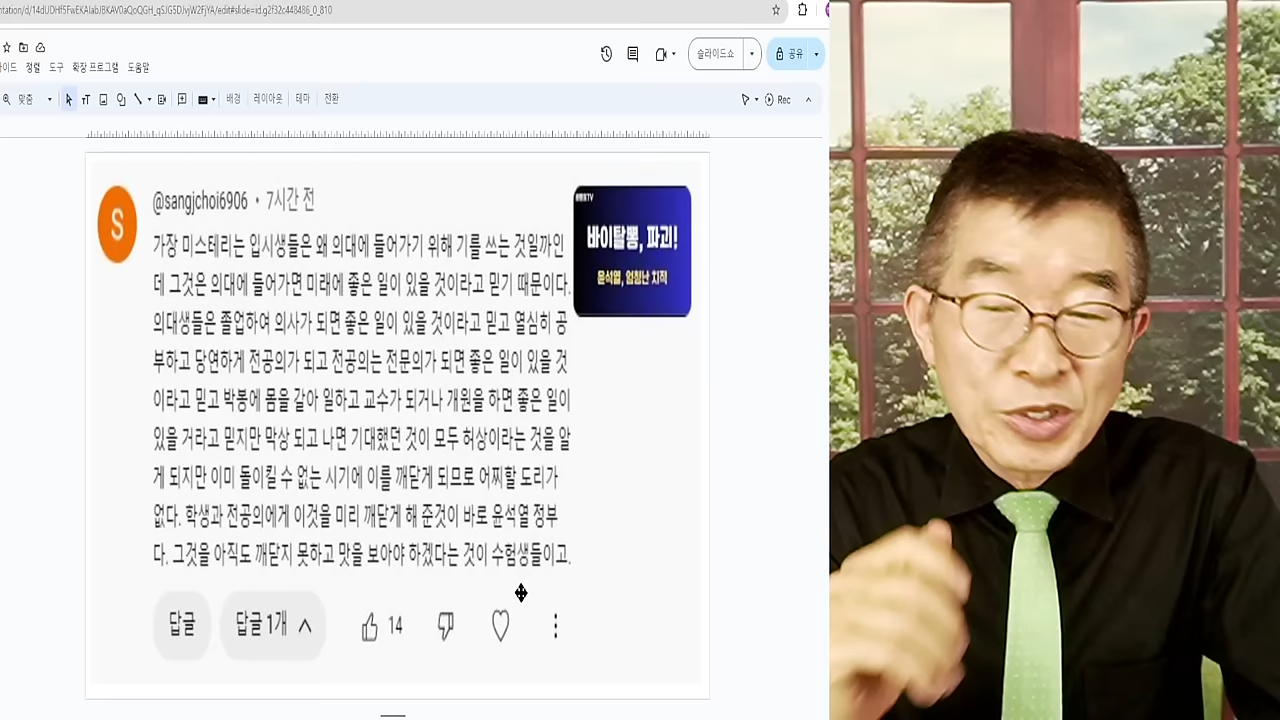 ntation/d/14dUDHf5FwEKAIabJBKAV0aQoQGH_qSJG5DJvjW2FjYA/edit#slide=id.g2f32c448486_0_810
슬라이드쇼
공유
정렬 도구 확장 프로그램 도움말
맞춤
배경 레이아웃 테마 전환
Rec
S
@sangjchoi6906 • 7시간 전
가장 미스테리는 입시생들은 왜 의대에 들어가기 위해 기를 쓰는 것일까인
데 그것은 의대에 들어가면 미래에 좋은 일이 있을 것이라고 믿기 때문이다.
의대생들은 졸업하여 의사가 되면 좋은 일이 있을 것이라고 믿고 열심히 공
부하고 당연하게 전공의가 되고 전공의는 전문의가 되면 좋은 일이 있을 것
이라고 믿고 박봉에 몸을 갈아 일하고 교수가 되거나 개원을 하면 좋은 일이
있을 거라고 믿지만 막상 되고 나면 기대했던 것이 모두 허상이라는 것을 알
게 되지만 이미 돌이킬 수 없는 시기에 이를 깨닫게 되므로 어찌할 도리가
없다. 학생과 전공의에게 이것을 미리 깨닫게 해 준것이 바로 윤석열 정부
다. 그것을 아직도 깨닫지 못하고 맛을 보아야 하겠다는 것이 수험생들이고.
바이탈뽕, 파괴!
윤석열, 엄청난 치적
답글
답글 1개
14